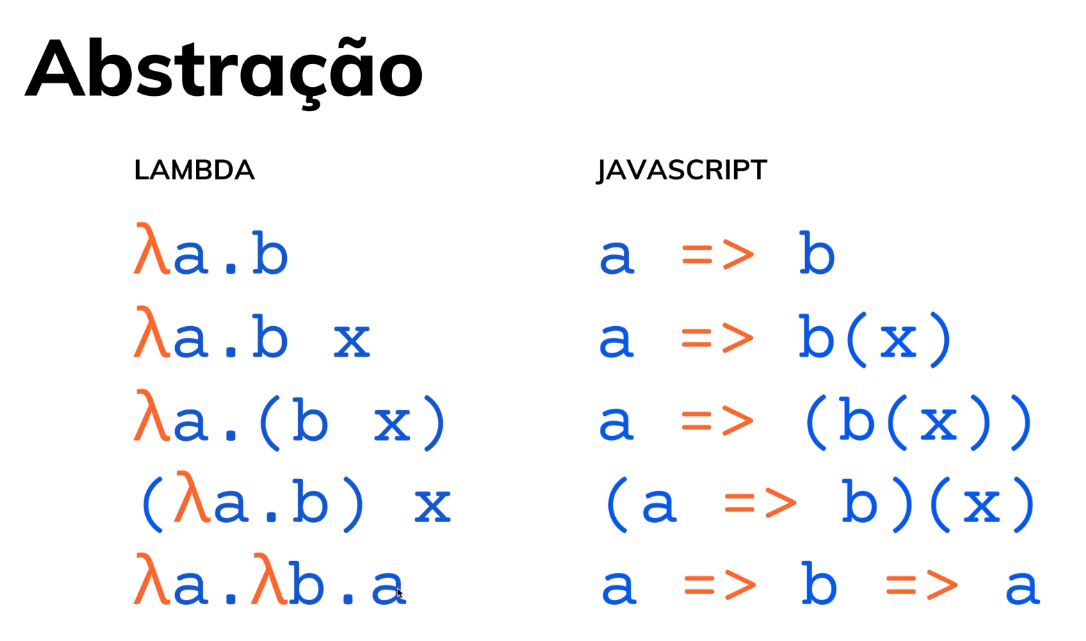 Abstração
LAMBDA JAVASCRIPT
λa.b a => b
λa.b x a => b(x)
λa.(b x) a => (b(x))
(λa.b) x (a => b)(x)
λa.λb.a a => b => a